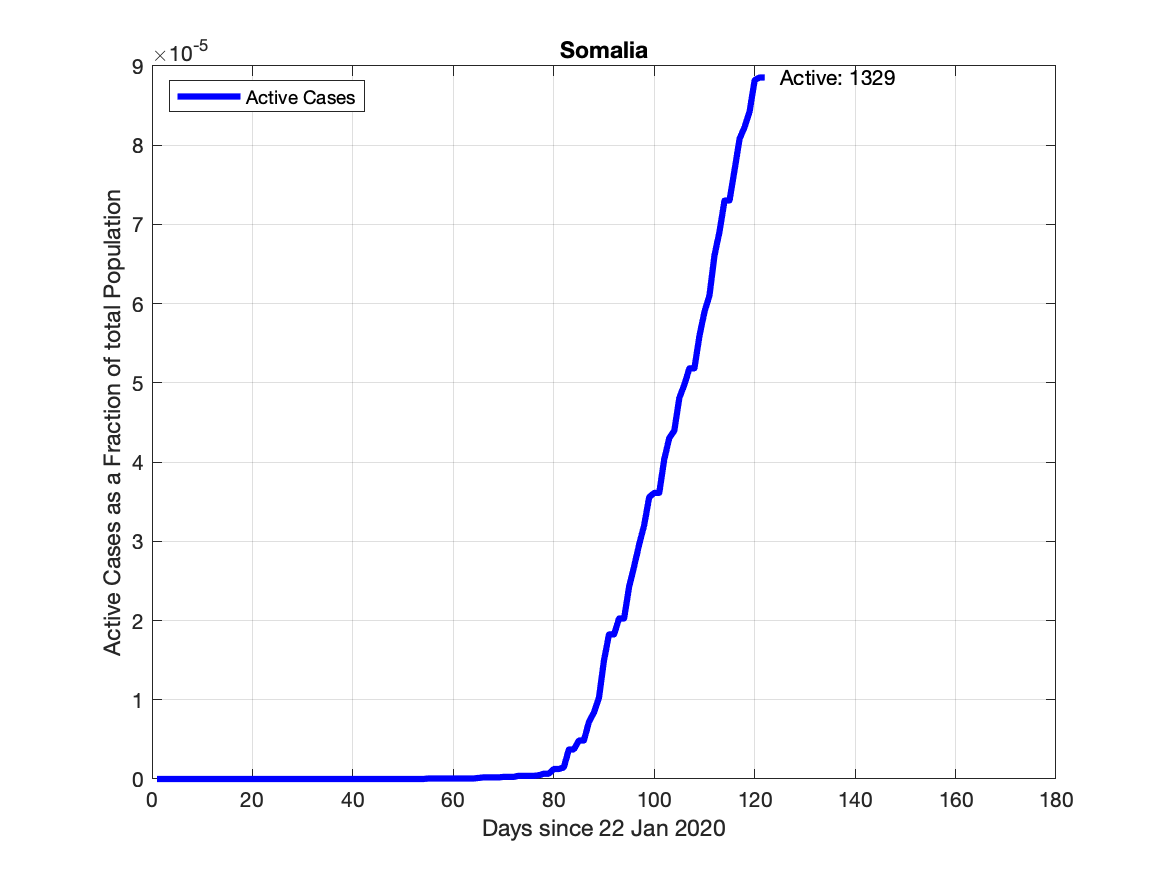 Somalia
×10-5
Active Cases
Active: 1329
9
8
7
6
5
4
3
2
1
0
Active Cases as a Fraction of total Population
0 20 40 60 80 100 120 140 160 180
Days since 22 Jan 2020